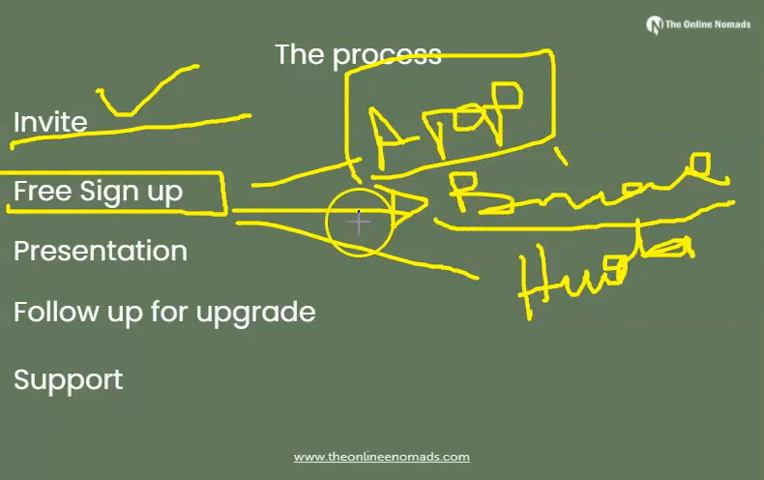 The Online Nomads
The process
Invite
Free Sign up
Presentation
Follow up for upgrade
Support
www.theonlineenomads.com